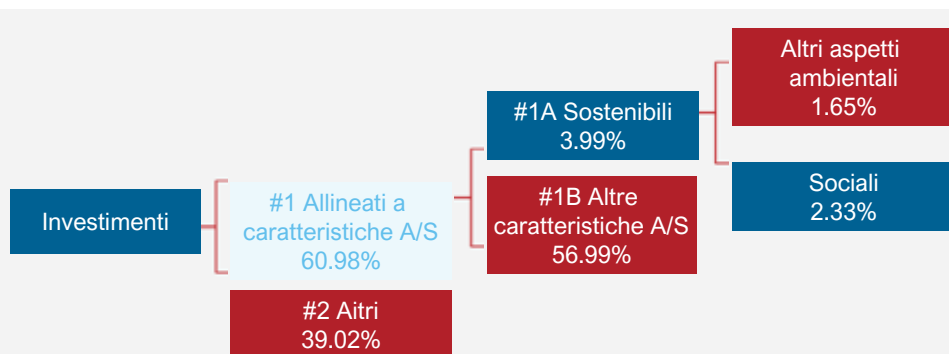 Altri aspetti
ambientali
1.65%
#1A Sostenibili
3.99%
Sociali
2.33%
Investimenti
#1 Allineati a
caratteristiche A/S
60.98%
#1B Altre
caratteristiche A/S
56.99%
#2 Aitri
39.02%